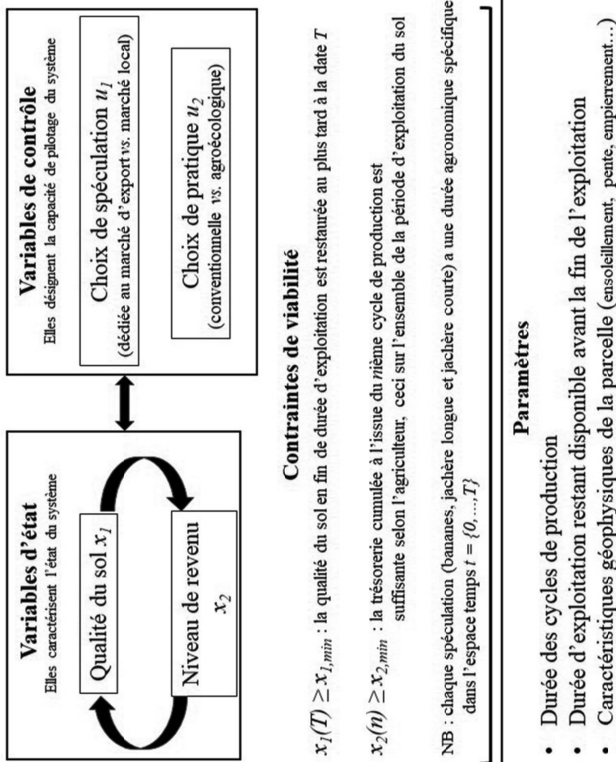 Variables d'état
Elles caractérisent l'état du système
Qualité du sol x₁
Niveau de revenu
x₂
Variables de contrôle
Elles désignent la capacité de pilotage du système
Choix de spéculation u₁
(dédiée au marché d'export vs. marché local)
Choix de pratique u₂
(conventionnelle vs. agroécologique)
Contraintes de viabilité
x₁(T) ≥ x₁,min : la qualité du sol en fin de durée d'exploitation est restaurée au plus tard à la date T
x₂(n) ≥ x₂,min : la trésorerie cumulée à l'issue du nième cycle de production est
suffisante selon l'agriculteur, ceci sur l'ensemble de la période d'exploitation du sol
NB : chaque spéculation (bananes, jachère longue et jachère courte) a une durée agronomique spécifique
dans l'espace temps t = {0,...,T}
Paramètres
• Durée des cycles de production
• Durée d'exploitation restant disponible avant la fin de l'exploitation
• Caractéristiques géophysiques de la parcelle (ensoleillement, pente, empierrement…)